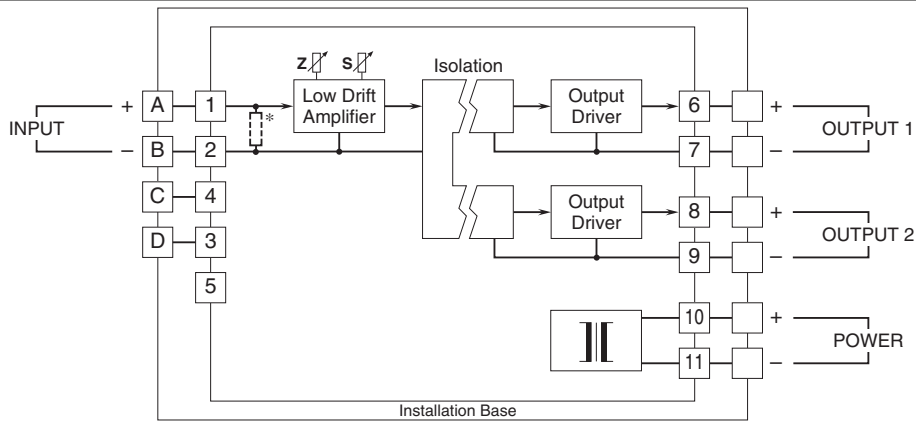 Z S
Isolation
Low Drift
Amplifier
Output
Driver
+ A 1
*
6 +
INPUT
OUTPUT 1
− B 2
7 −
C 4
Output
Driver
8 +
D 3
OUTPUT 2
9 −
5
10 +
POWER
11 −
Installation Base